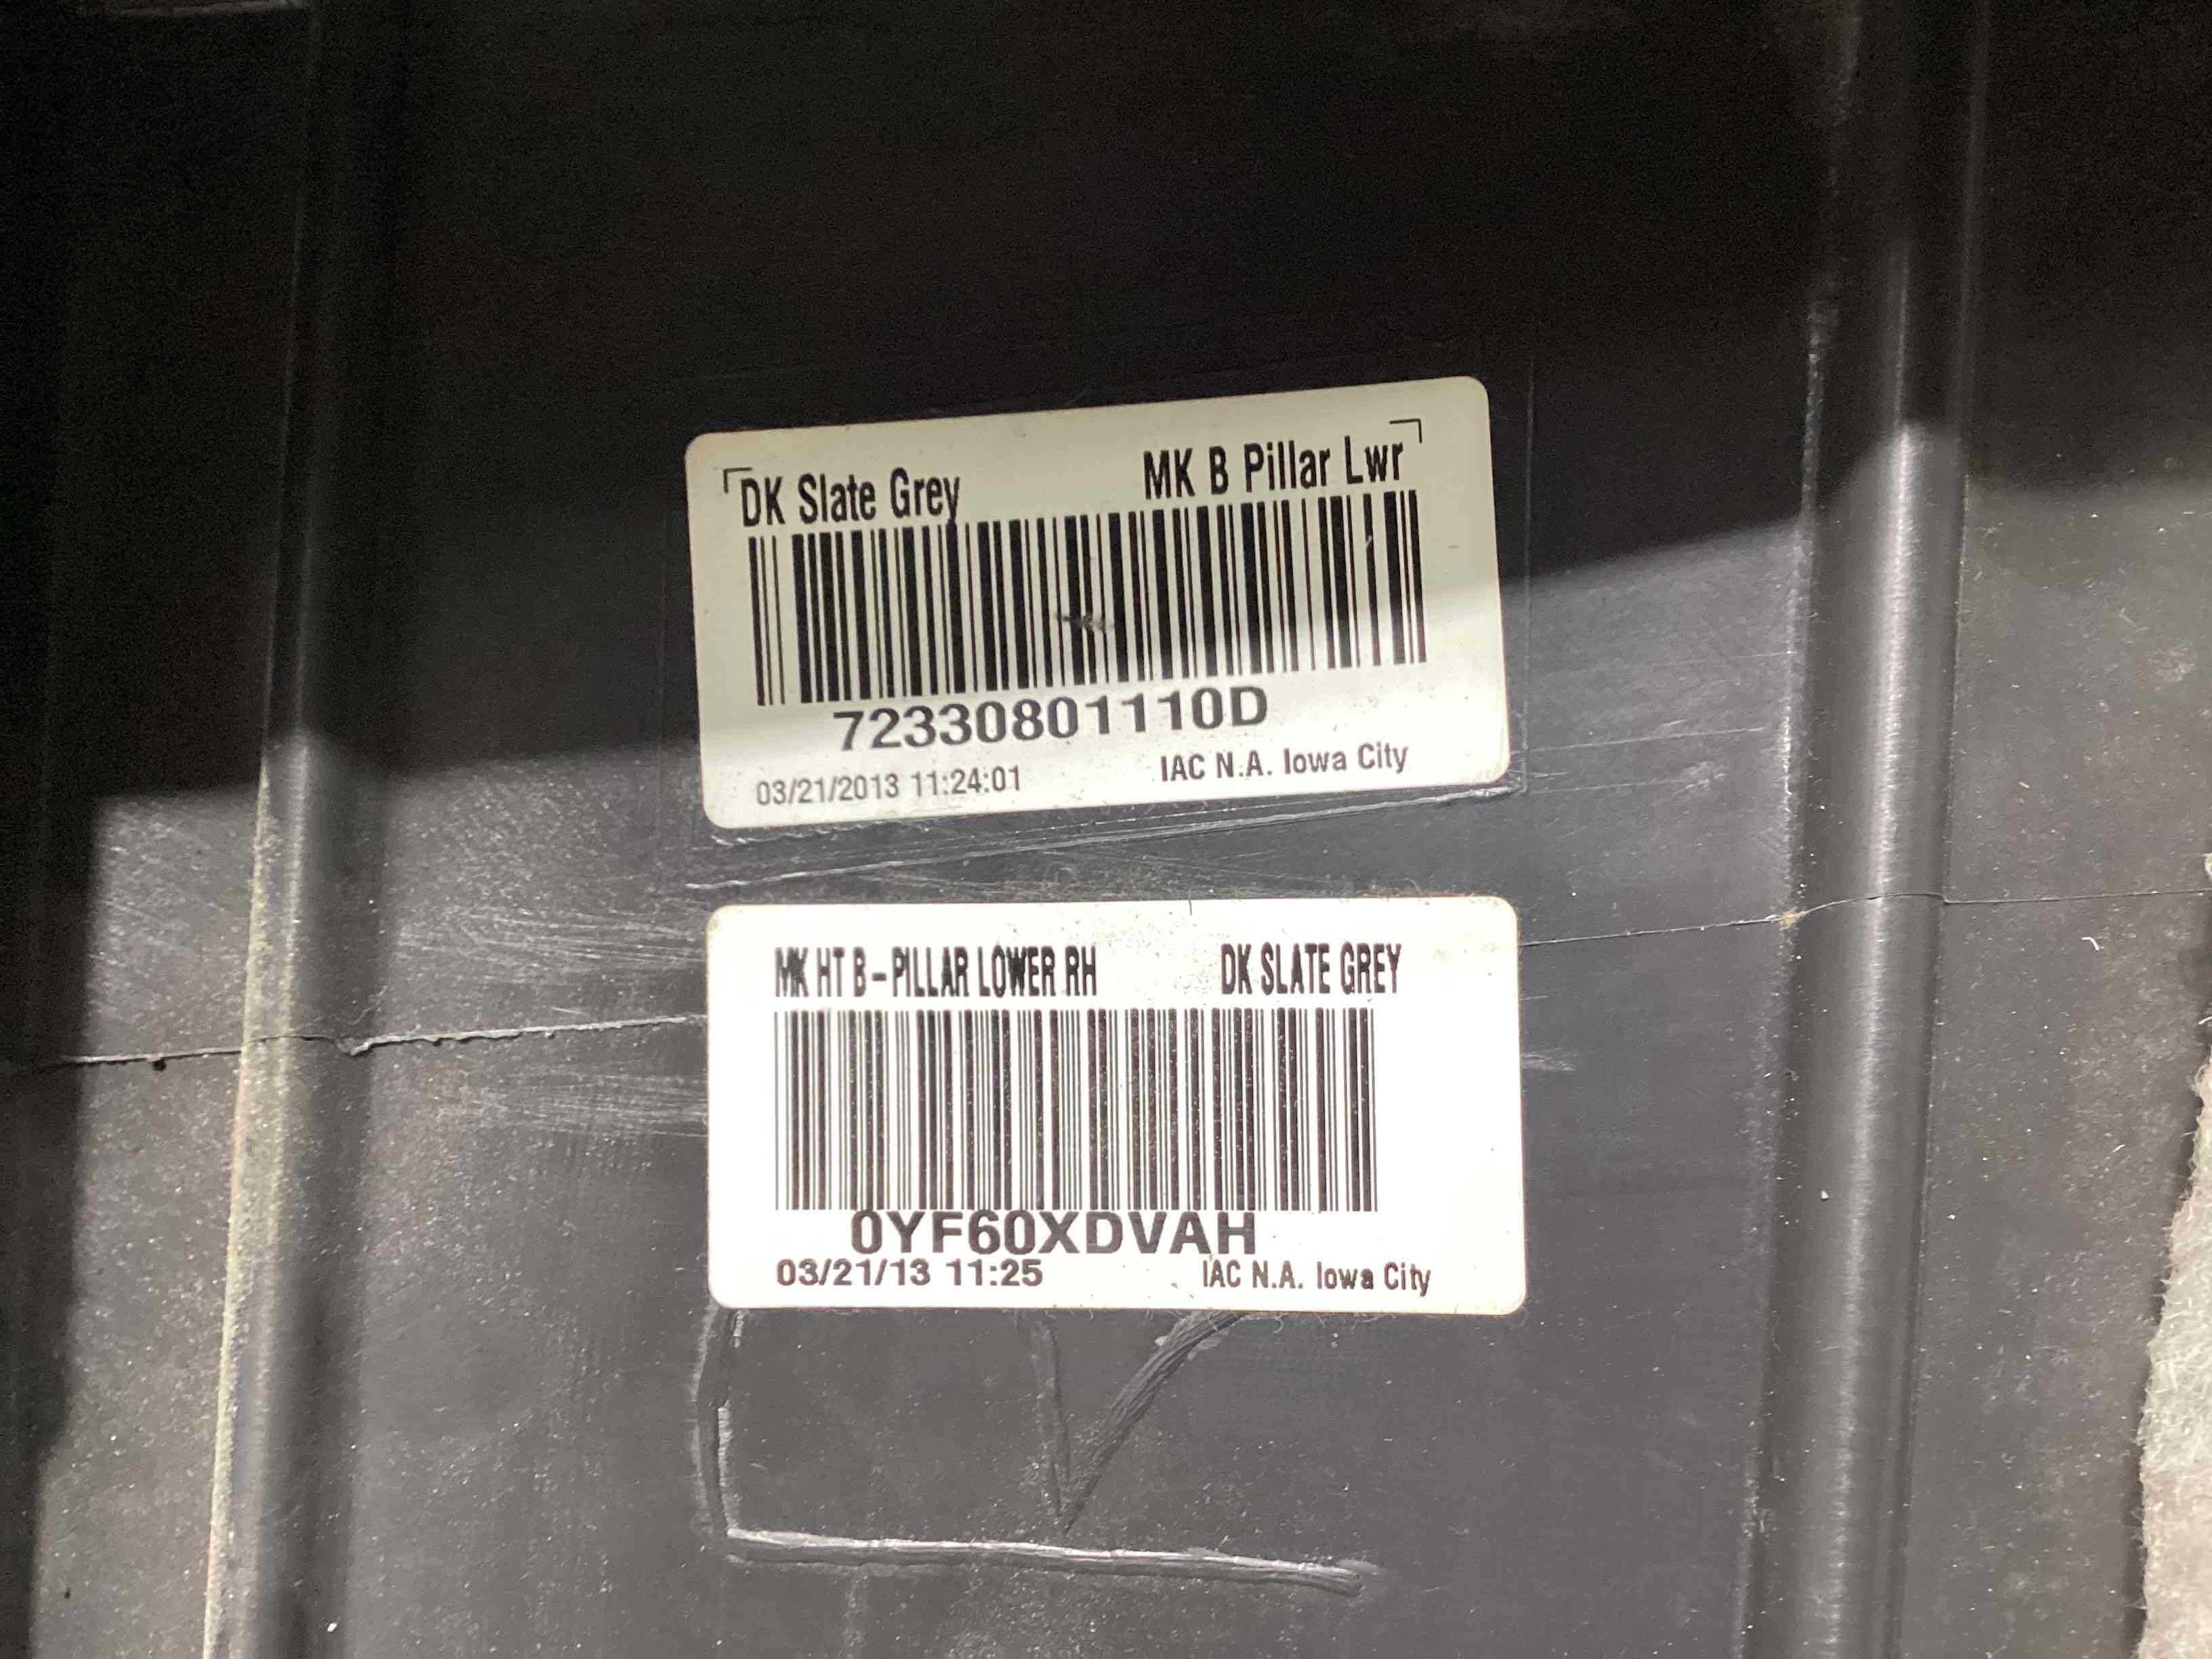 DK Slate Grey MK B Pillar Lwr
72330801110D
03/21/2013 11:24:01 IAC N.A. Iowa City
MK HT B-PILLAR LOWER RH DK SLATE GREY
0YF60XDVAH
03/21/13 11:25 IAC N.A. Iowa City